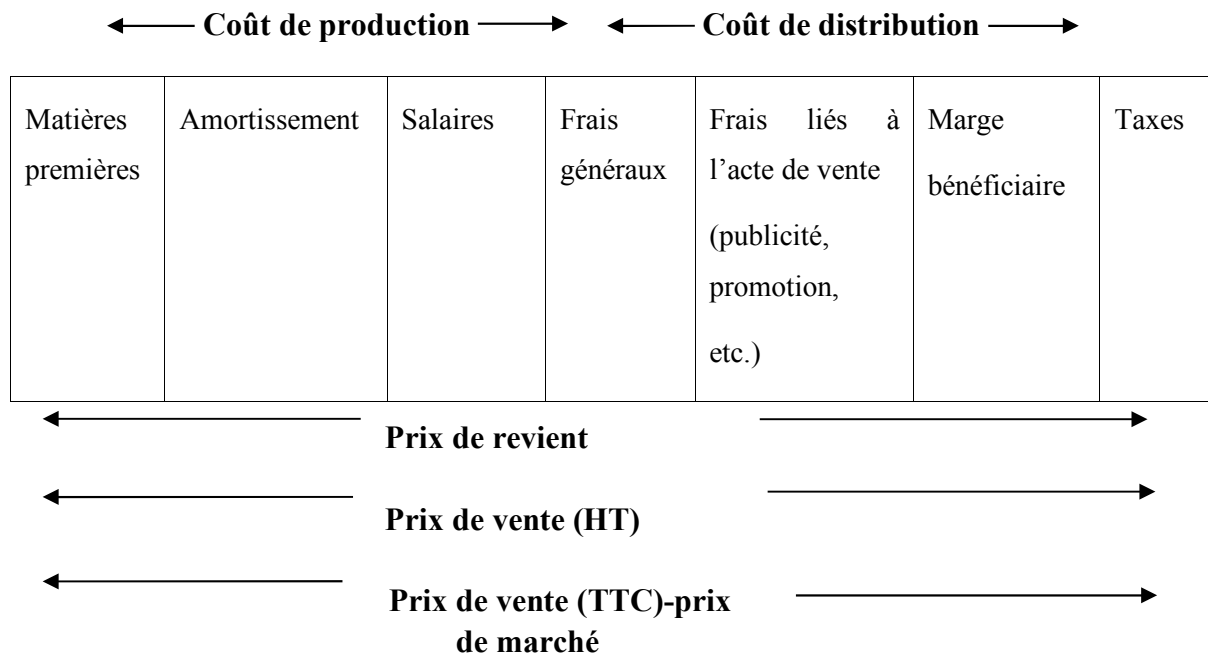 Coût de production
Coût de distribution
Matières
premières
Amortissement
Salaires
Frais
généraux
Frais liés à
l’acte de vente
(publicité,
promotion,
etc.)
Marge
bénéficiaire
Taxes
Prix de revient
Prix de vente (HT)
Prix de vente (TTC)-prix
de marché